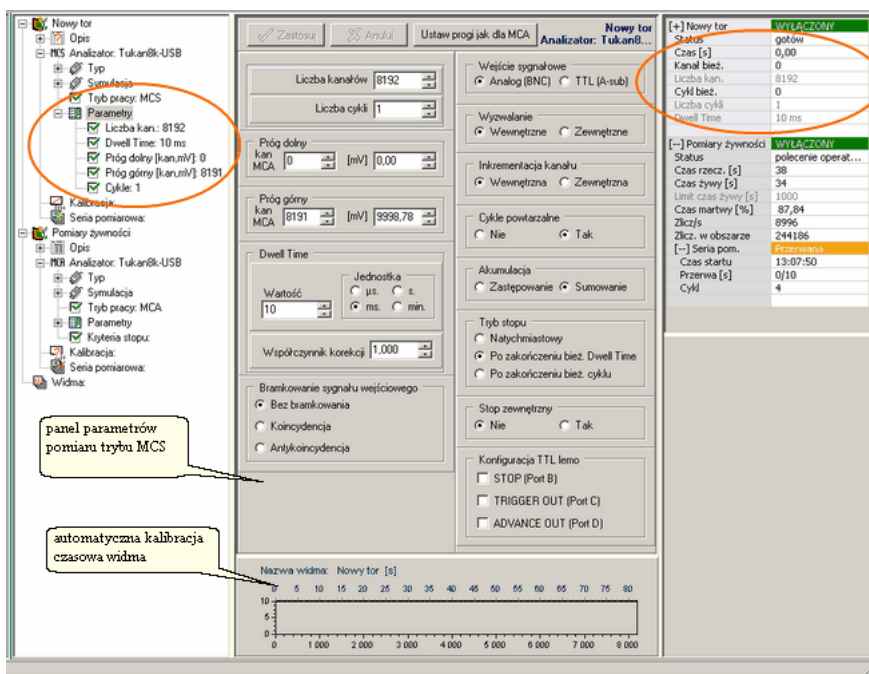 Nowy tor
Opis
MCS Analizator: Tukan8k-USB
Typ
Symulacja
Tryb pracy: MCS
Parametry
Liczba kan.: 8192
Dwell Time: 10 ms
Próg dolny [kan,mV]: 0
Próg górny [kan,mV]: 8191
Cykle: 1
Kalibracja:
Seria pomiarowa:
Pomiary żywności
Opis
MCA Analizator: Tukan8k-USB
Typ
Symulacja
Tryb pracy: MCA
Parametry
Kryteria stopu:
Kalibracja:
Seria pomiarowa:
Widma:
panel parametrów
pomiaru trybu MCS
automatyczna kalibracja
czasowa widma
Zastosuj
Anuluj
Ustaw progi jak dla MCA
Nowy tor
Analizator: Tukan8...
Liczba kanałów 8192
Liczba cykli 1
Próg dolny
kan MCA 0 [mV] 0,00
Próg górny
kan MCA 8191 [mV] 9998,78
Dwell Time
Wartość
10
Jednostka
µs. s.
ms. min.
Współczynnik korekcji 1,000
Bramkowanie sygnału wejściowego
Bez bramkowania
Koincydencja
Antykoincydencja
Wejście sygnałowe
Analog (BNC) TTL (A-sub)
Wyzwalanie
Wewnętrzne Zewnętrzne
Inkrementacja kanału
Wewnętrzna Zewnętrzna
Cykle powtarzalne
Nie Tak
Akumulacja
Zastępowanie Sumowanie
Tryb stopu
Natychmiastowy
Po zakończeniu bież. Dwell Time
Po zakończeniu bież. cyklu
Stop zewnętrzny
Nie Tak
Konfiguracja TTL lemo
STOP (Port B)
TRIGGER OUT (Port C)
ADVANCE OUT (Port D)
Nazwa widma: Nowy tor [s]
0 5 10 15 20 25 30 35 40 45 50 55 60 65 70 75 80
10
5
0
0 1 000 2 000 3 000 4 000 5 000 6 000 7 000 8 000
[+] Nowy tor WYŁĄCZONY
Status gotów
Czas [s] 0,00
Kanał bież. 0
Liczba kan. 8192
Cykl bież. 0
Liczba cykli 1
Dwell Time 10 ms
[--] Pomiary żywności WYŁĄCZONY
Status polecenie operat...
Czas rzecz. [s] 38
Czas żywy [s] 34
Limit czas żywy [s] 1000
Czas martwy [%] 87,84
Zlicz/s 8996
Zlicz. w obszarze 244186
[--] Seria pom. Przerwana
Czas startu 13:07:50
Przerwa [s] 0/10
Cykl 4